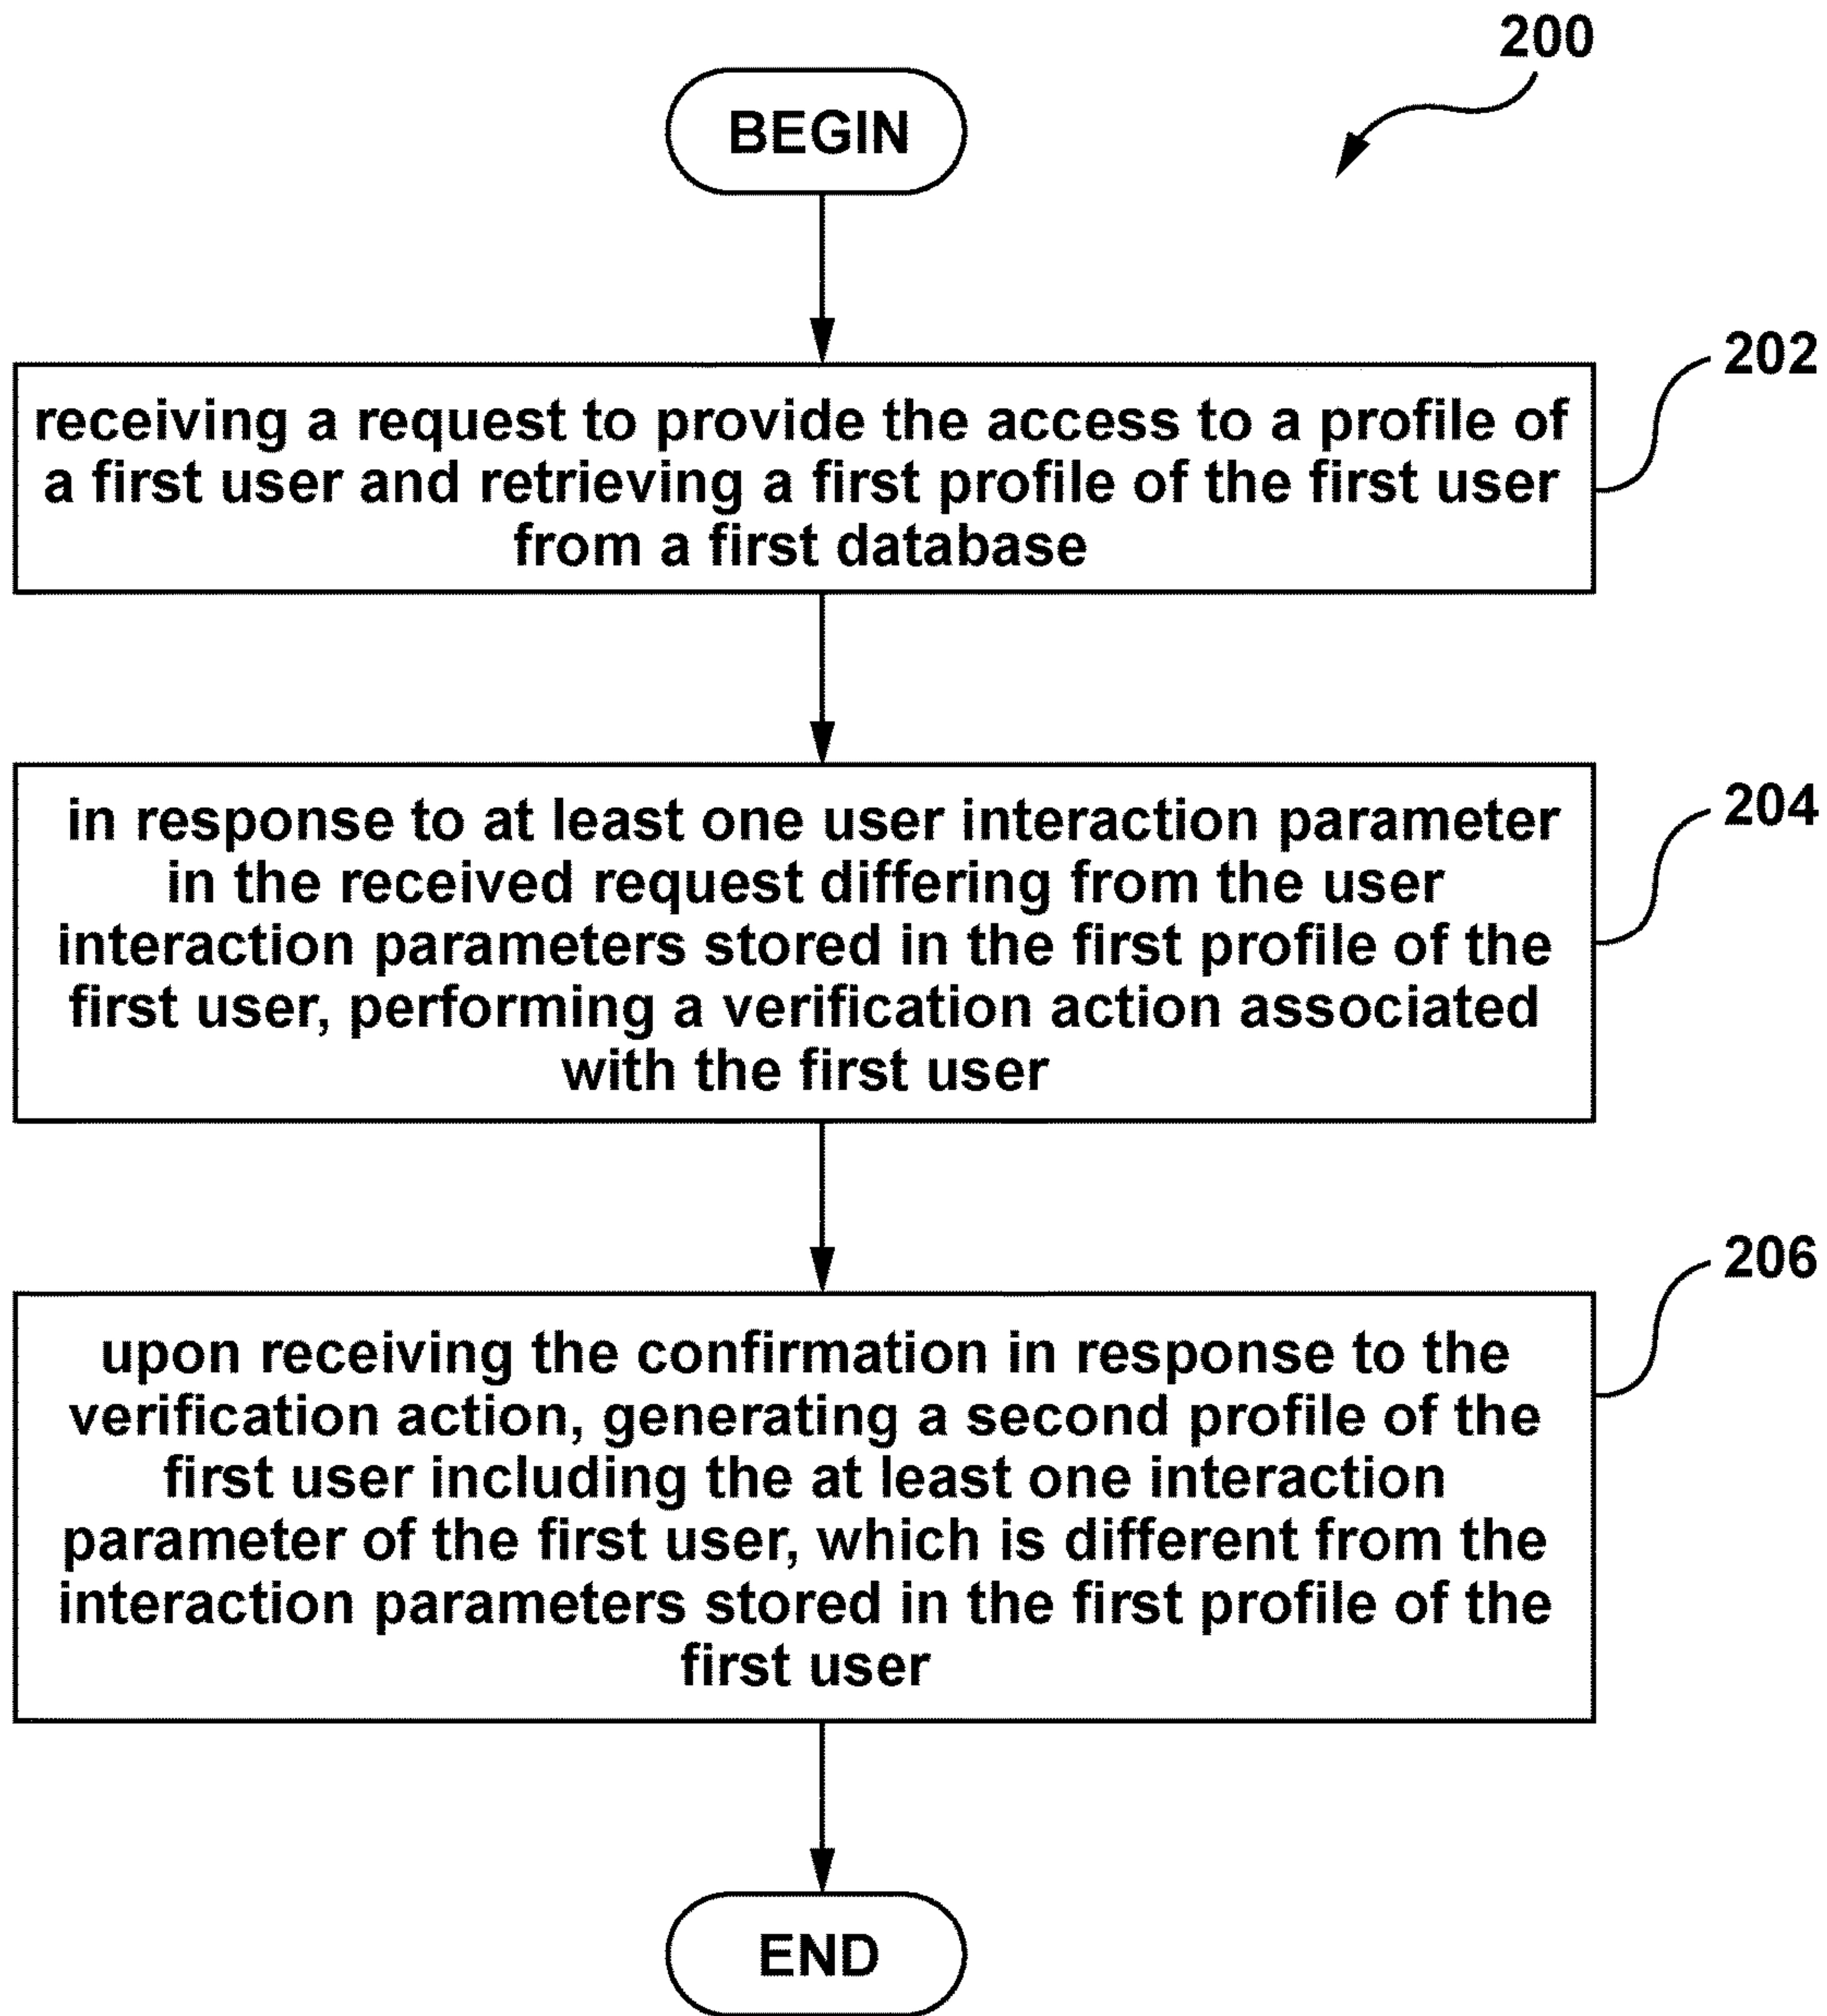 200
BEGIN
202
receiving a request to provide the access to a profile of
a first user and retrieving a first profile of the first user
from a first database
204
in response to at least one user interaction parameter
in the received request differing from the user
interaction parameters stored in the first profile of the
first user, performing a verification action associated
with the first user
206
upon receiving the confirmation in response to the
verification action, generating a second profile of the
first user including the at least one interaction
parameter of the first user, which is different from the
interaction parameters stored in the first profile of the
first user
END